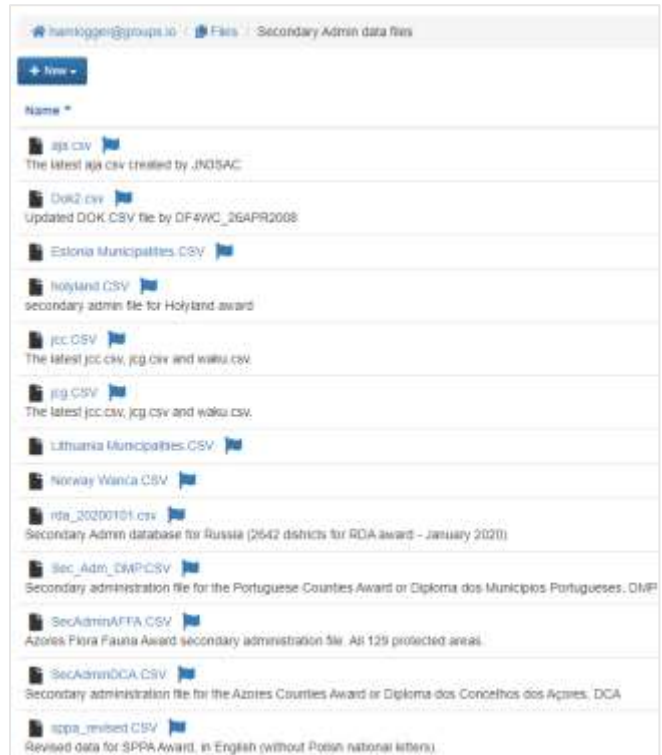 hamlogger@groups.io / Files / Secondary Admin data files
+ New
Name
aja.csv
The latest aja csv created by JN3SAC
Dok2.csv
Updated DOK CSV file by DF4WC_26APR2008
Estonia Municipalities.CSV
holyland.CSV
secondary admin file for Holyland award
jcc.CSV
The latest jcc.csv, jcg.csv and waku.csv.
jcg.CSV
The latest jcc.csv, jcg.csv and waku.csv.
Lithuania Municipalities.CSV
Norway Wanca.CSV
rda_20200101.csv
Secondary Admin database for Russia (2642 districts for RDA award - January 2020)
Sec_Adm_DMP.CSV
Secondary administration file for the Portuguese Counties Award or Diploma dos Municipios Portugueses, DMP
SecAdminAFFA.CSV
Azores Flora Fauna Award secondary administration file. All 129 protected areas.
SecAdminDCA.CSV
Secondary administration file for the Azores Counties Award or Diploma dos Concelhos dos Açores, DCA
sppa_revised.CSV
Revised data for SPPA Award, in English (without Polish national letters).